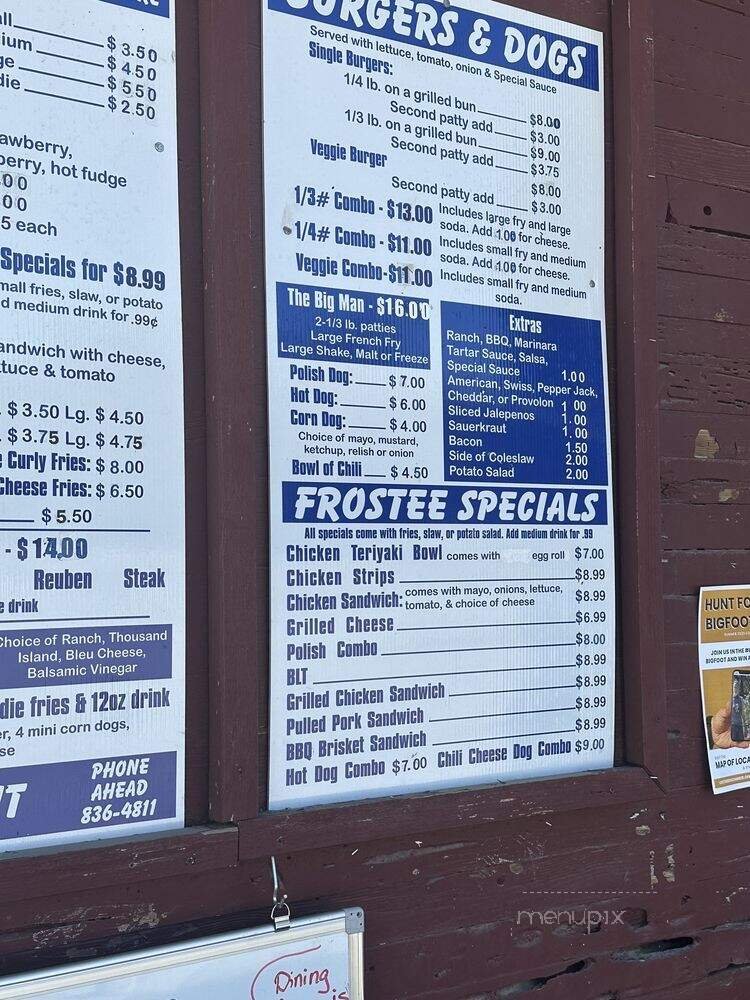 $ 3.50
$ 4.50
$ 5.50
$ 2.50
hot fudge
5 each
Specials for $8.99
fries, slaw, or potato
medium drink for .99¢
with cheese,
& tomato
$ 3.50 Lg. $ 4.50
$ 3.75 Lg. $ 4.75
Curly Fries: $ 8.00
Cheese Fries: $ 6.50
$ 5.50
- $ 14.00
Reuben Steak
drink
Choice of Ranch, Thousand
Island, Bleu Cheese,
Balsamic Vinegar
fries & 12oz drink
4 mini corn dogs,
PHONE
AHEAD
836-4811
BURGERS & DOGS
Served with lettuce, tomato, onion & Special Sauce
Single Burgers:
1/4 lb. on a grilled bun $8.00
Second patty add $3.00
1/3 lb. on a grilled bun $9.00
Second patty add $3.75
Veggie Burger $8.00
Second patty add $3.00
1/3# Combo - $13.00 Includes large fry and large
soda. Add 1.00 for cheese.
1/4# Combo - $11.00 Includes small fry and medium
soda. Add 1.00 for cheese.
Veggie Combo-$11.00 Includes small fry and medium
soda.
The Big Man - $16.00
2-1/3 lb. patties
Large French Fry
Large Shake, Malt or Freeze
Polish Dog: $ 7.00
Hot Dog: $ 6.00
Corn Dog: $ 4.00
Choice of mayo, mustard,
ketchup, relish or onion
Bowl of Chili $ 4.50
Extras
Ranch, BBQ, Marinara
Tartar Sauce, Salsa,
Special Sauce 1.00
American, Swiss, Pepper Jack,
Cheddar, or Provolon 1 00
Sliced Jalepenos 1.00
Sauerkraut 1.00
Bacon 1.50
Side of Coleslaw 2.00
Potato Salad 2.00
FROSTEE SPECIALS
All specials come with fries, slaw, or potato salad. Add medium drink for .99
Chicken Teriyaki Bowl comes with egg roll $7.00
Chicken Strips $8.99
Chicken Sandwich: comes with mayo, onions, lettuce,
tomato, & choice of cheese $8.99
Grilled Cheese $6.99
Polish Combo $8.00
BLT $8.99
Grilled Chicken Sandwich $8.99
Pulled Pork Sandwich $8.99
BBQ Brisket Sandwich $8.99
Hot Dog Combo $7.00 Chili Cheese Dog Combo $9.00
HUNT
BIGFOOT
JOIN US IN THE
BIGFOOT AND WIN
MAP OF
Dining
is
menupix